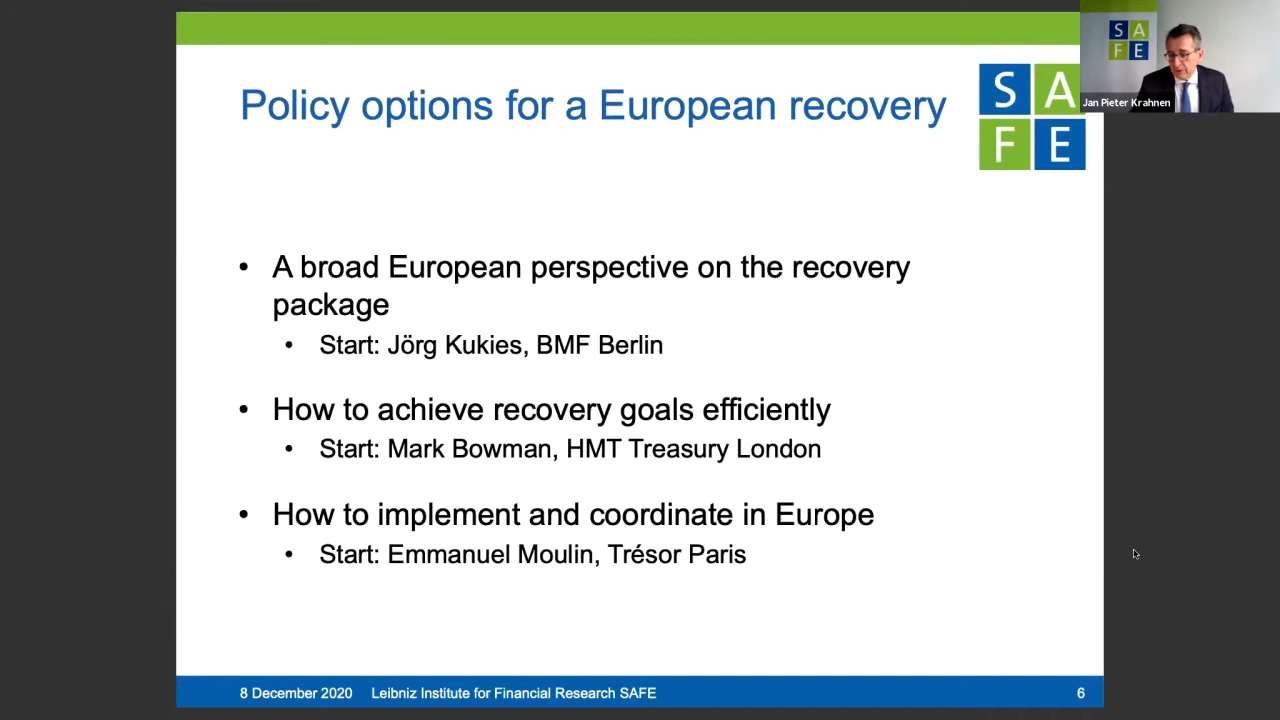 Policy options for a European recovery
S A
F E
S A
F E
Jan Pieter Krahnen
• A broad European perspective on the recovery
package
• Start: Jörg Kukies, BMF Berlin
• How to achieve recovery goals efficiently
• Start: Mark Bowman, HMT Treasury London
• How to implement and coordinate in Europe
• Start: Emmanuel Moulin, Trésor Paris
8 December 2020 Leibniz Institute for Financial Research SAFE 6